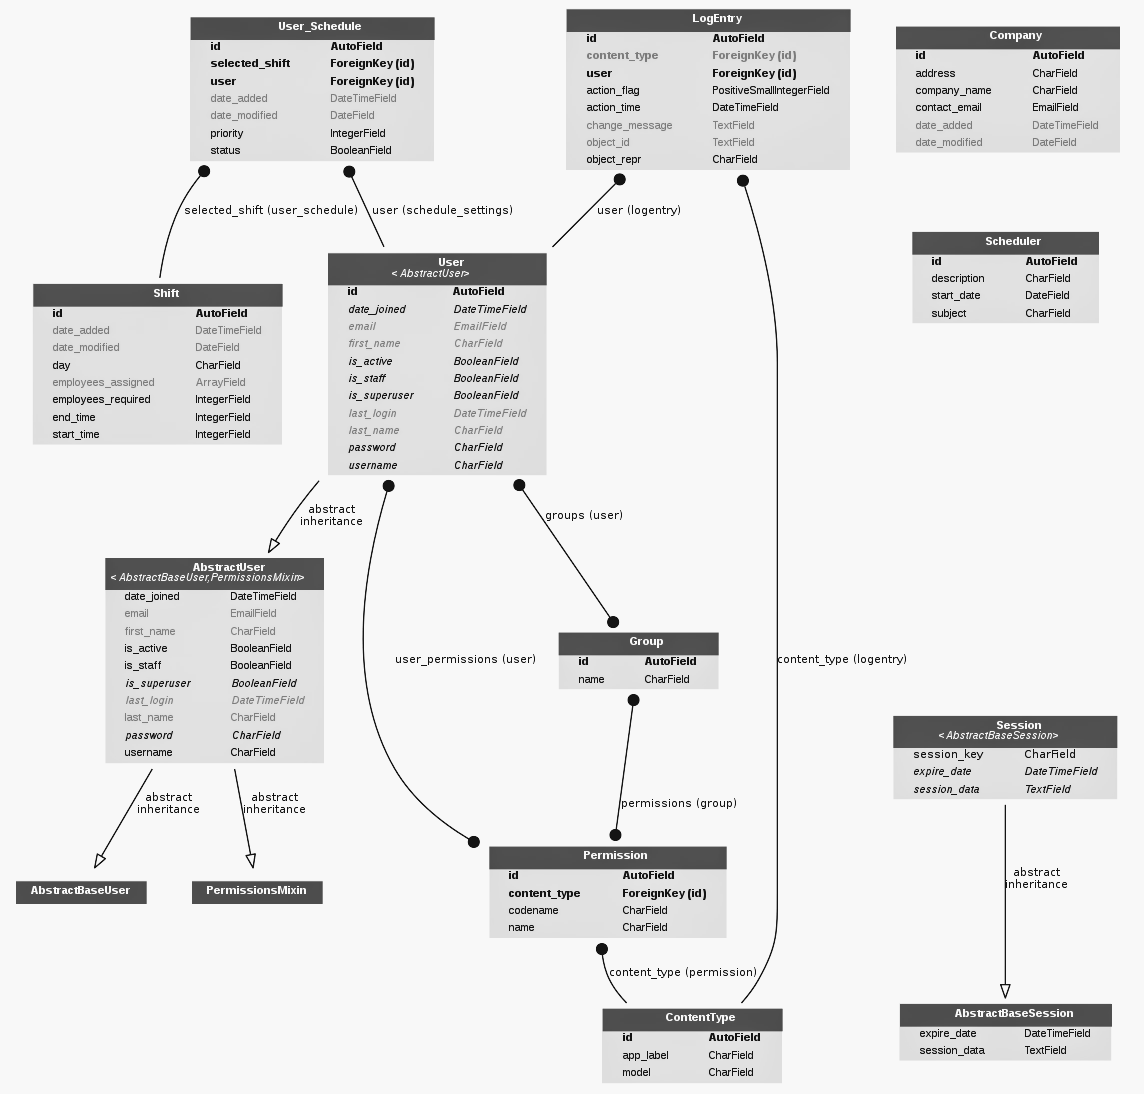 User_Schedule
id AutoField
selected_shift ForeignKey (id)
user ForeignKey (id)
date_added DateTimeField
date_modified DateField
priority IntegerField
status BooleanField
LogEntry
id AutoField
content_type ForeignKey (id)
user ForeignKey (id)
action_flag PositiveSmallIntegerField
action_time DateTimeField
change_message TextField
object_id TextField
object_repr CharField
Company
id AutoField
address CharField
company_name CharField
contact_email EmailField
date_added DateTimeField
date_modified DateField
selected_shift (user_schedule)
user (schedule_settings)
user (logentry)
Scheduler
id AutoField
description CharField
start_date DateField
subject CharField
Shift
id AutoField
date_added DateTimeField
date_modified DateField
day CharField
employees_assigned ArrayField
employees_required IntegerField
end_time IntegerField
start_time IntegerField
User
< AbstractUser>
id AutoField
date_joined DateTimeField
email EmailField
first_name CharField
is_active BooleanField
is_staff BooleanField
is_superuser BooleanField
last_login DateTimeField
last_name CharField
password CharField
username CharField
abstract
inheritance
groups (user)
AbstractUser
< AbstractBaseUser,PermissionsMixin>
date_joined DateTimeField
email EmailField
first_name CharField
is_active BooleanField
is_staff BooleanField
is_superuser BooleanField
last_login DateTimeField
last_name CharField
password CharField
username CharField
user_permissions (user)
Group
id AutoField
name CharField
content_type (logentry)
Session
< AbstractBaseSession>
session_key CharField
expire_date DateTimeField
session_data TextField
abstract
inheritance
abstract
inheritance
permissions (group)
AbstractBaseUser
PermissionsMixin
Permission
id AutoField
content_type ForeignKey (id)
codename CharField
name CharField
abstract
inheritance
content_type (permission)
ContentType
id AutoField
app_label CharField
model CharField
AbstractBaseSession
expire_date DateTimeField
session_data TextField